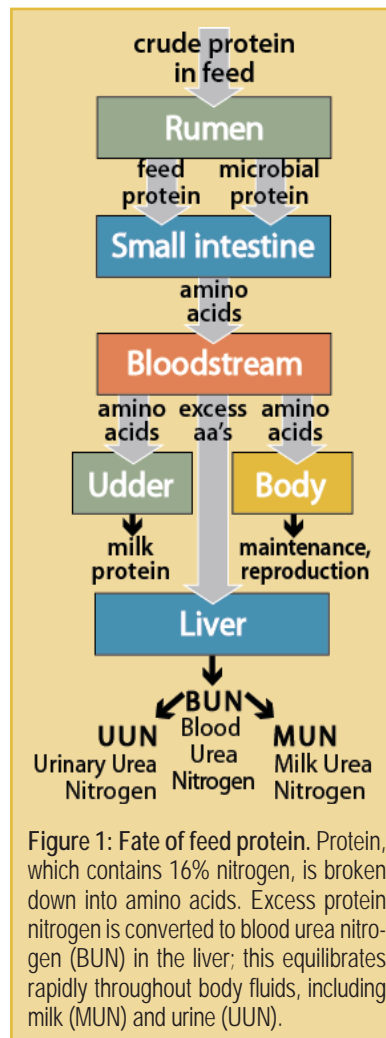 crude protein
in feed
Rumen
feed protein
microbial protein
Small intestine
amino
acids
Bloodstream
amino acids
excess aa's
amino acids
Udder
Body
milk protein
maintenance, reproduction
Liver
BUN
Blood
Urea
Nitrogen
UUN
Urinary Urea
Nitrogen
MUN
Milk Urea
Nitrogen
Figure 1: Fate of feed protein. Protein,
which contains 16% nitrogen, is broken
down into amino acids. Excess protein
nitrogen is converted to blood urea nitro-
gen (BUN) in the liver; this equilibrates
rapidly throughout body fluids, including
milk (MUN) and urine (UUN).